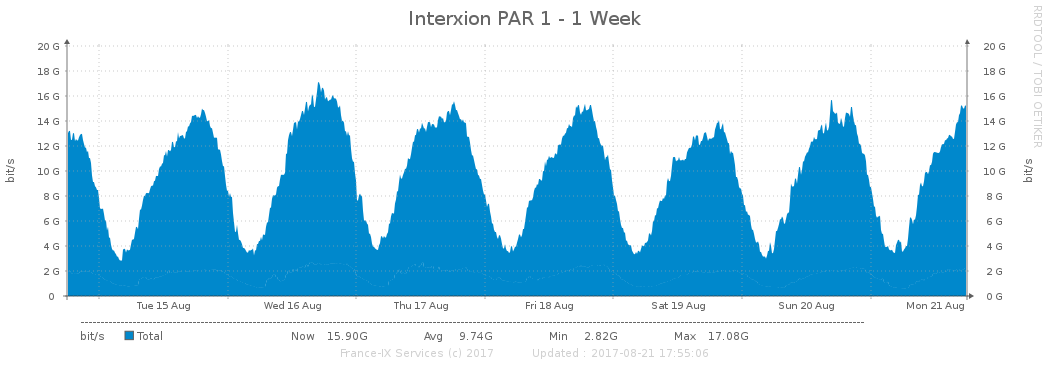 Interxion PAR 1 - 1 Week
RRDTOOL / TOBI OETIKER
20 G 20 G
18 G 18 G
16 G 16 G
14 G 14 G
12 G 12 G
10 G 10 G
8 G 8 G
6 G 6 G
4 G 4 G
2 G 2 G
0 0 G
bit/s
bit/s
Tue 15 Aug Wed 16 Aug Thu 17 Aug Fri 18 Aug Sat 19 Aug Sun 20 Aug Mon 21 Aug
bit/s Total Now 15.90G Avg 9.74G Min 2.82G Max 17.08G
France-IX Services (c) 2017 Updated : 2017-08-21 17:55:06